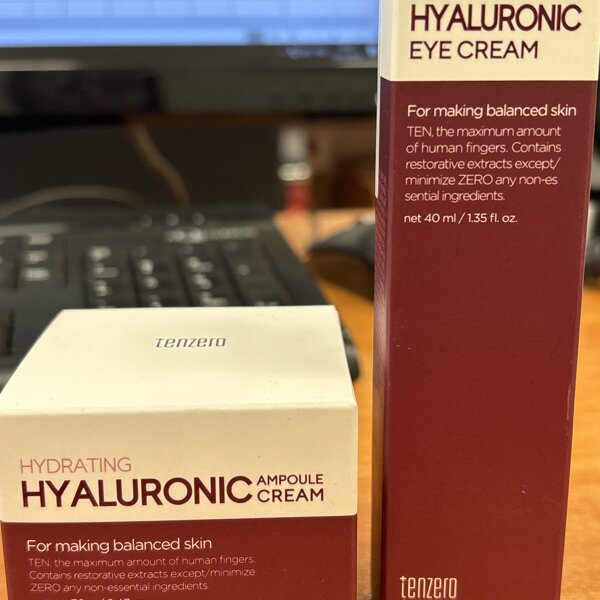 HYALURONIC
EYE CREAM
For making balanced skin
TEN, the maximum amount
of human fingers. Contains
restorative extracts except/
minimize ZERO any non-es
sential ingredients.
net 40 ml / 1.35 fl. oz.
tenzero
tenzero
HYDRATING
HYALURONIC AMPOULE
CREAM
For making balanced skin
TEN, the maximum amount of human fingers.
Contains restorative extracts except/minimize
ZERO any non-essential ingredients.